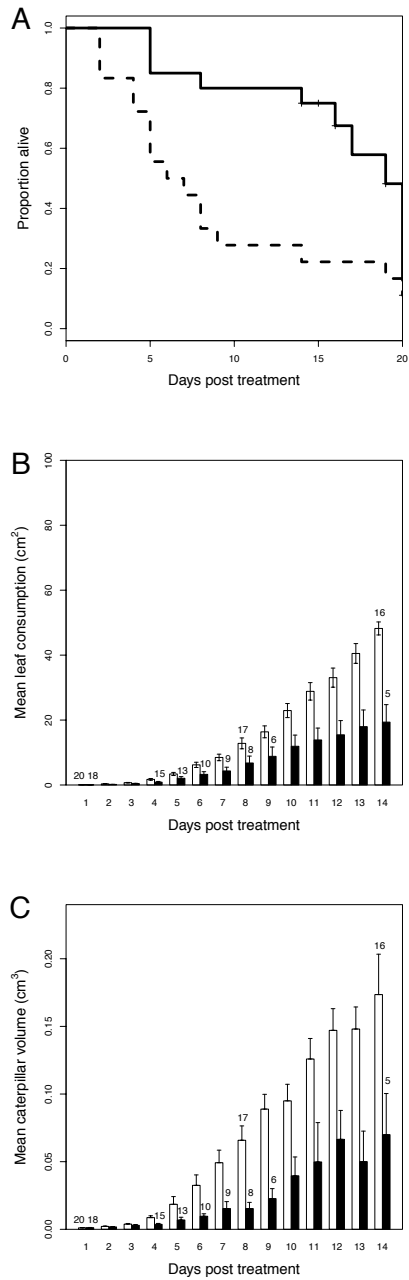 A
Proportion alive
1.0
0.8
0.6
0.4
0.2
0.0
0 5 10 15 20
Days post treatment
B
Mean leaf consumption (cm²)
100
80
60
40
20
0
20 18 15 13 10 9 17 8 6 16 5
1 2 3 4 5 6 7 8 9 10 11 12 13 14
Days post treatment
C
Mean caterpillar volume (cm³)
0.20
0.15
0.10
0.05
0.00
20 18 15 13 10 9 17 8 6 16 5
1 2 3 4 5 6 7 8 9 10 11 12 13 14
Days post treatment